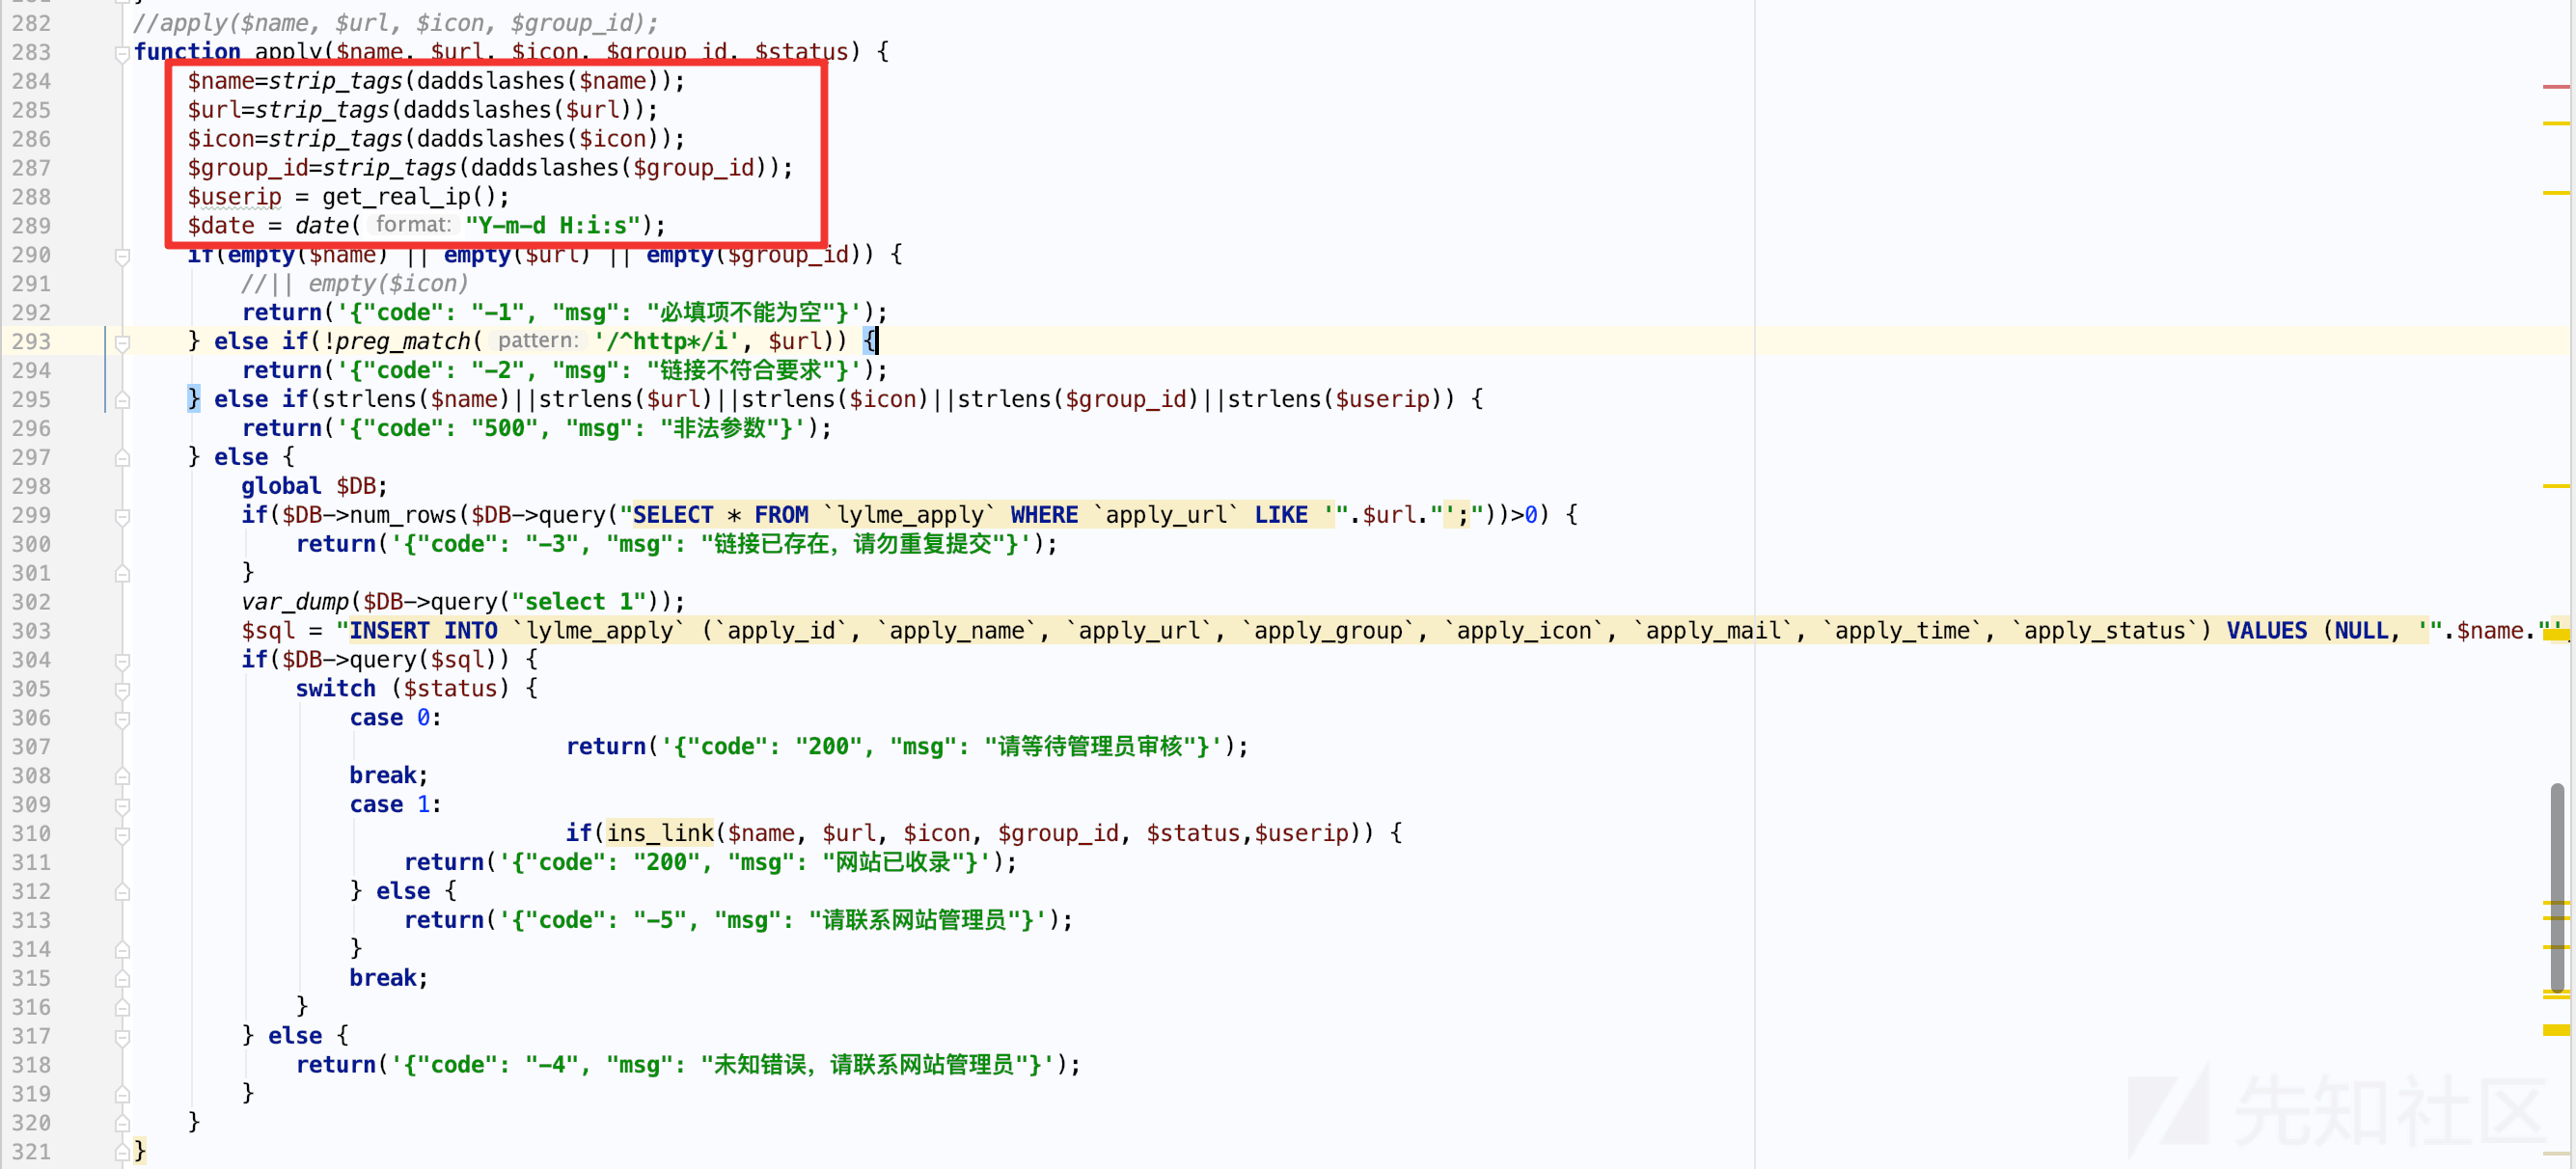 282 //apply($name, $url, $icon, $group_id);
283 function apply($name, $url, $icon, $group_id, $status) {
284 $name=strip_tags(daddslashes($name));
285 $url=strip_tags(daddslashes($url));
286 $icon=strip_tags(daddslashes($icon));
287 $group_id=strip_tags(daddslashes($group_id));
288 $userip = get_real_ip();
289 $date = date( format: "Y-m-d H:i:s");
290 if(empty($name) || empty($url) || empty($group_id)) {
291 //|| empty($icon)
292 return('{"code": "-1", "msg": "必填项不能为空"}');
293 } else if(!preg_match( pattern: '/^http*/i', $url)) {
294 return('{"code": "-2", "msg": "链接不符合要求"}');
295 } else if(strlens($name)||strlens($url)||strlens($icon)||strlens($group_id)||strlens($userip)) {
296 return('{"code": "500", "msg": "非法参数"}');
297 } else {
298 global $DB;
299 if($DB->num_rows($DB->query("SELECT * FROM `lylme_apply` WHERE `apply_url` LIKE '".$url."';"))>0) {
300 return('{"code": "-3", "msg": "链接已存在，请勿重复提交"}');
301 }
302 var_dump($DB->query("select 1"));
303 $sql = "INSERT INTO `lylme_apply` (`apply_id`, `apply_name`, `apply_url`, `apply_group`, `apply_icon`, `apply_mail`, `apply_time`, `apply_status`) VALUES (NULL, '".$name."'
304 if($DB->query($sql)) {
305 switch ($status) {
306 case 0:
307 return('{"code": "200", "msg": "请等待管理员审核"}');
308 break;
309 case 1:
310 if(ins_link($name, $url, $icon, $group_id, $status,$userip)) {
311 return('{"code": "200", "msg": "网站已收录"}');
312 } else {
313 return('{"code": "-5", "msg": "请联系网站管理员"}');
314 }
315 break;
316 }
317 } else {
318 return('{"code": "-4", "msg": "未知错误，请联系网站管理员"}');
319 }
320 }
321 }
先知社区